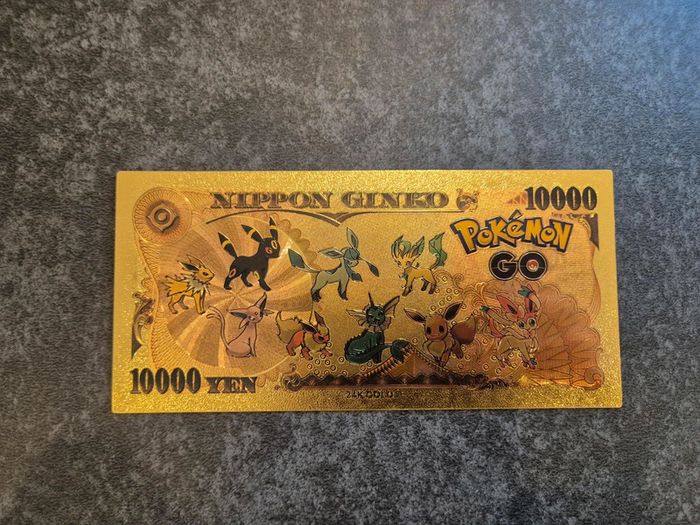 NIPPON GINKO
10000
POKéMON
GO
10000 YEN